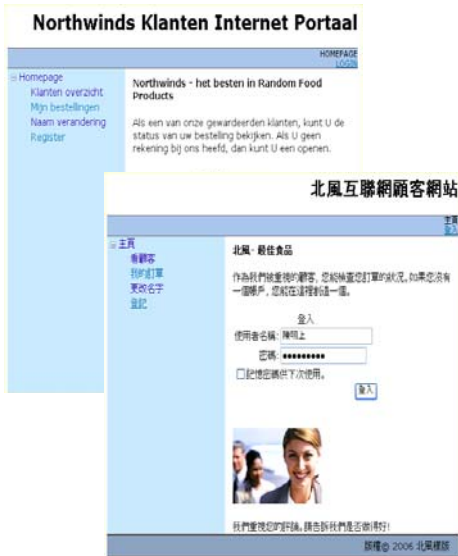 Northwinds Klanten Internet Portaal
HOMEPAGE
LOGIN
Homepage
Klanten overzicht
Mijn bestellingen
Naam verandering
Register
Northwinds - het besten in Random Food
Products
Als een van onze gewardeerden klanten, kunt U de
status van uw bestelling bekijken. Als U geen
rekening bij ons heefd, dan kunt U een openen.
北風互聯網顧客網站
主頁
登入
主頁
看顧客
我的訂單
更改名字
登記
北風- 最佳食品
作為我們被重視的顧客, 您能檢查您訂單的狀況。如果您沒有
一個帳戶, 您能在這裡創造一個。
登入
使用者名稱: 陳明上
密碼: ●●●●●●●●●
記憶密碼供下次使用。
登入
我們重視您的評論。請告訴我們是否做得好!
版權© 2006 北風樣版